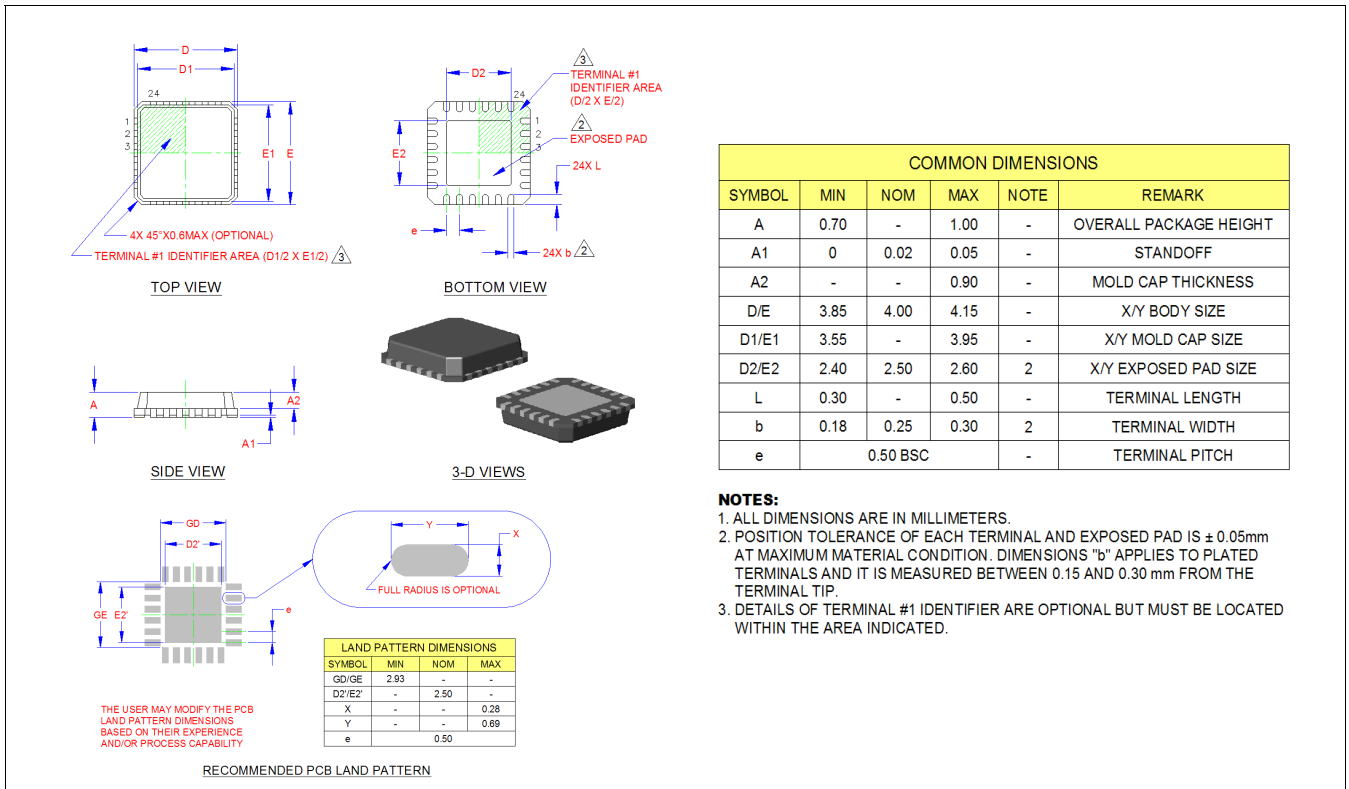 D
D1
24
1
2
3
E1
E
4X 45°X0.6MAX (OPTIONAL)
TERMINAL #1 IDENTIFIER AREA (D1/2 X E1/2) 3
TOP VIEW
D2
3
TERMINAL #1
IDENTIFIER AREA
(D/2 X E/2)
24
1
2
3
2
EXPOSED PAD
E2
24X L
e
24X b 2
BOTTOM VIEW
A
A2
A1
SIDE VIEW
3-D VIEWS
GD
D2'
GE
E2'
e
Y
X
FULL RADIUS IS OPTIONAL
THE USER MAY MODIFY THE PCB
LAND PATTERN DIMENSIONS
BASED ON THEIR EXPERIENCE
AND/OR PROCESS CAPABILITY
LAND PATTERN DIMENSIONS
SYMBOL MIN NOM MAX
GD/GE 2.93 - -
D2'/E2' - 2.50 -
X - - 0.28
Y - - 0.69
e 0.50
RECOMMENDED PCB LAND PATTERN
COMMON DIMENSIONS
SYMBOL MIN NOM MAX NOTE REMARK
A 0.70 - 1.00 - OVERALL PACKAGE HEIGHT
A1 0 0.02 0.05 - STANDOFF
A2 - - 0.90 - MOLD CAP THICKNESS
D/E 3.85 4.00 4.15 - X/Y BODY SIZE
D1/E1 3.55 - 3.95 - X/Y MOLD CAP SIZE
D2/E2 2.40 2.50 2.60 2 X/Y EXPOSED PAD SIZE
L 0.30 - 0.50 - TERMINAL LENGTH
b 0.18 0.25 0.30 2 TERMINAL WIDTH
e 0.50 BSC - TERMINAL PITCH
NOTES:
1. ALL DIMENSIONS ARE IN MILLIMETERS.
2. POSITION TOLERANCE OF EACH TERMINAL AND EXPOSED PAD IS ± 0.05mm
AT MAXIMUM MATERIAL CONDITION. DIMENSIONS "b" APPLIES TO PLATED
TERMINALS AND IT IS MEASURED BETWEEN 0.15 AND 0.30 mm FROM THE
TERMINAL TIP.
3. DETAILS OF TERMINAL #1 IDENTIFIER ARE OPTIONAL BUT MUST BE LOCATED
WITHIN THE AREA INDICATED.